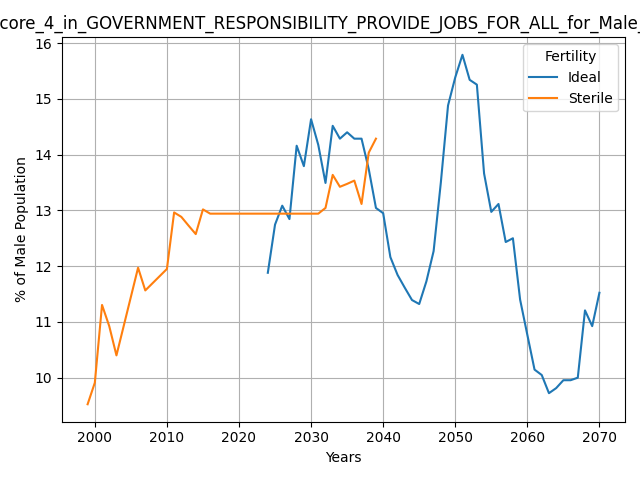 core_4_in_GOVERNMENT_RESPONSIBILITY_PROVIDE_JOBS_FOR_ALL_for_Male_
16
15
14
13
12
11
10
% of Male Population
Fertility
Ideal
Sterile
2000 2010 2020 2030 2040 2050 2060 2070
Years